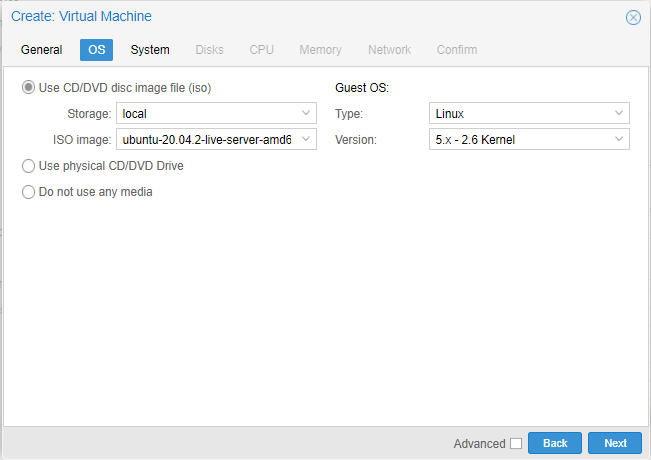 Create: Virtual Machine
General OS System Disks CPU Memory Network Confirm
Use CD/DVD disc image file (iso) Guest OS:
Storage: local Type: Linux
ISO image: ubuntu-20.04.2-live-server-amd6 Version: 5.x - 2.6 Kernel
Use physical CD/DVD Drive
Do not use any media
Advanced Back Next